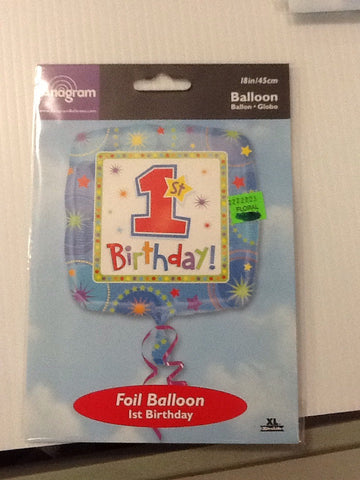 anagram
18in/45cm
Balloon
Ballon • Globo
1st
Birthday!
FLORAL
Foil Balloon
1st Birthday
XL